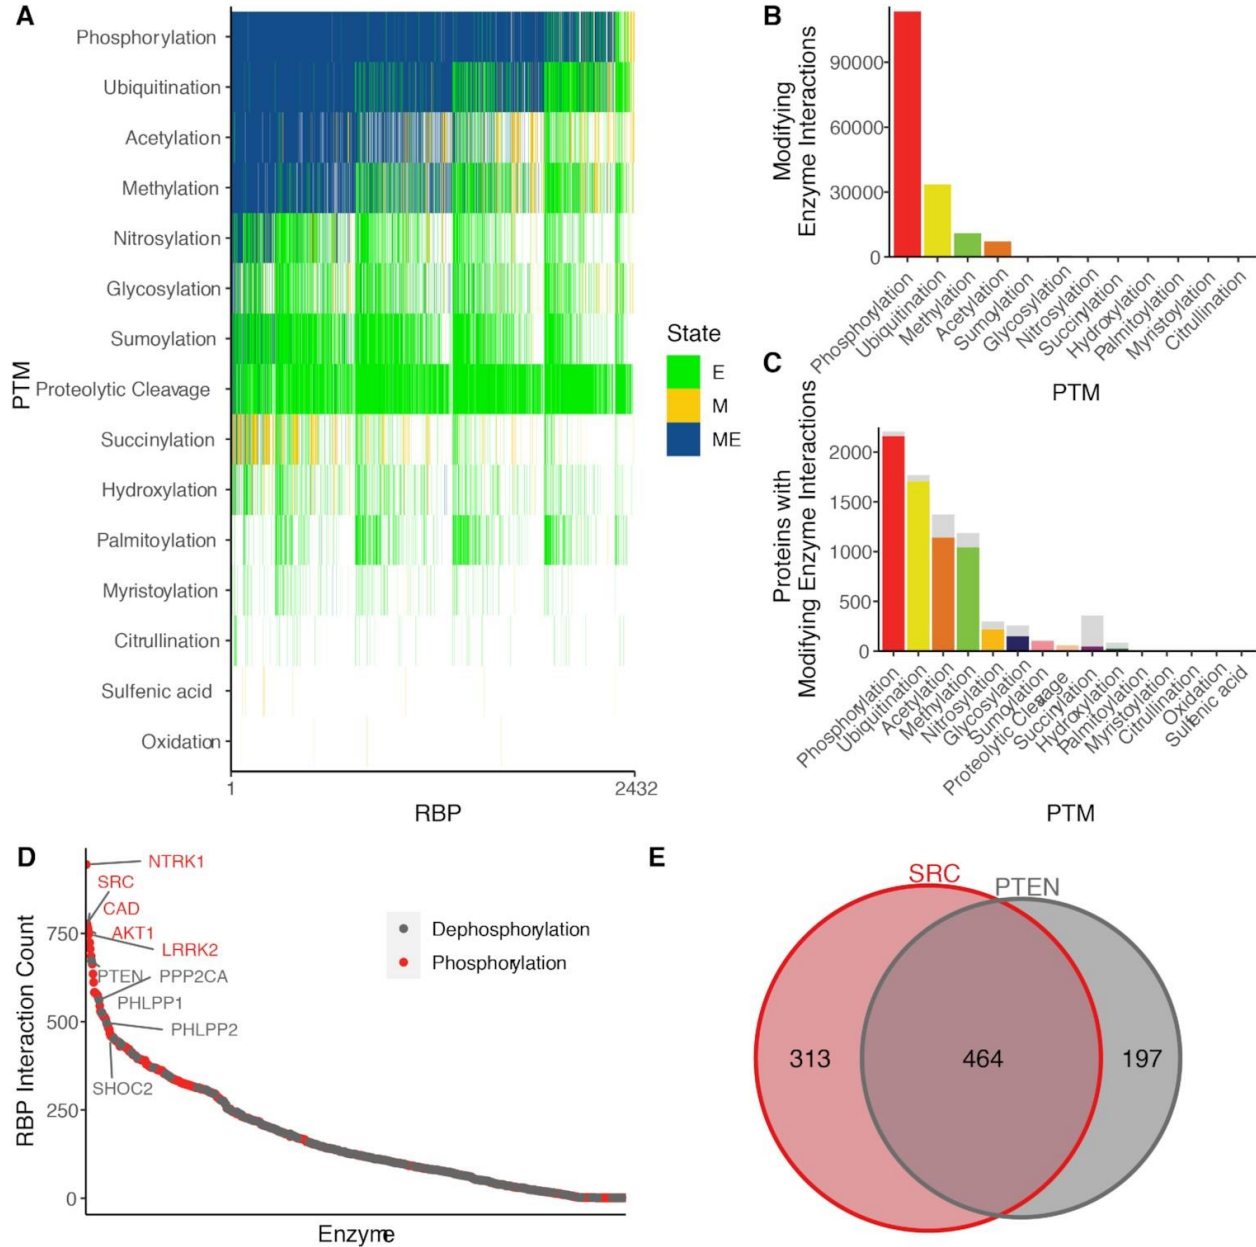 A
Phosphorylation
Ubiquitination
Acetylation
Methylation
Nitrosylation
Glycosylation
Sumoylation
Proteolytic Cleavage
Succinylation
Hydroxylation
Palmitoylation
Myristoylation
Citrullination
Sulfenic acid
Oxidation
PTM
1
2432
RBP
State
E
M
ME
B
Modifying
Enzyme Interactions
90000
60000
30000
0
Phosphorylation
Ubiquitination
Methylation
Acetylation
Sumoylation
Glycosylation
Nitrosylation
Succinylation
Hydroxylation
Palmitoylation
Myristoylation
Citrullination
PTM
C
Proteins with
Modifying Enzyme Interactions
2000
1500
1000
500
0
Phosphorylation
Ubiquitination
Acetylation
Methylation
Nitrosylation
Glycosylation
Sumoylation
Proteolytic Cleavage
Succinylation
Hydroxylation
Palmitoylation
Myristoylation
Citrullination
Oxidation
Sulfenic acid
PTM
D
RBP Interaction Count
750
500
250
0
NTRK1
SRC
CAD
AKT1
LRRK2
PTEN
PPP2CA
PHLPP1
PHLPP2
SHOC2
Dephosphorylation
Phosphorylation
Enzyme
E
SRC
PTEN
313
464
197